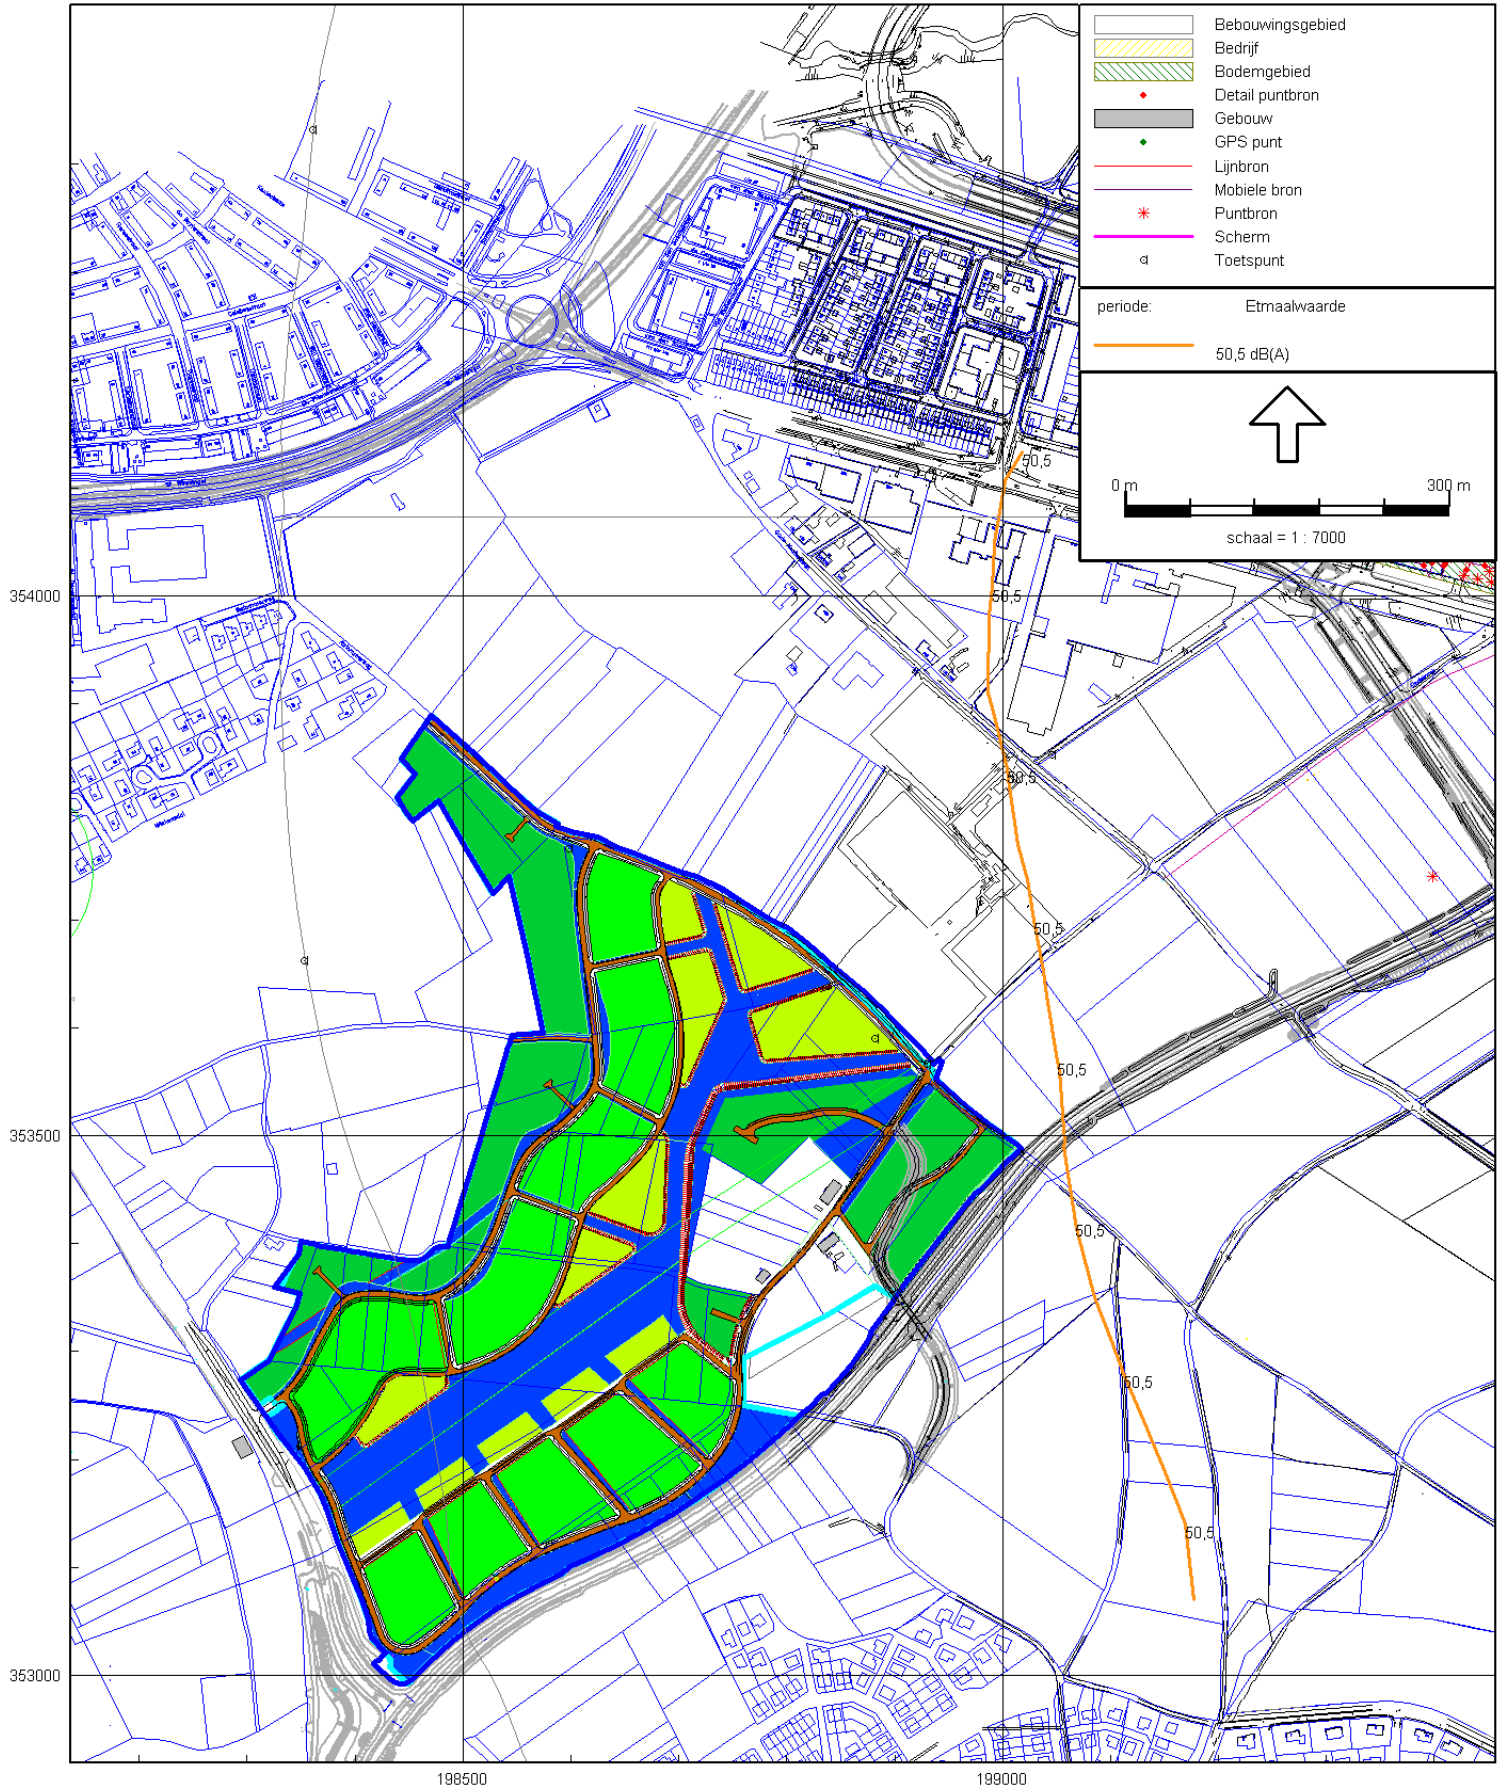 Bebouwingsgebied
Bedrijf
Bodemgebied
Detail puntbron
Gebouw
GPS punt
Lijnbron
Mobiele bron
Puntbron
Scherm
Toetspunt
periode: Etmaalwaarde
50,5 dB(A)
0 m 300 m
schaal = 1 : 7000
50,5
354000
50,5
50,5
50,5
50,5
353500
50,5
50,5
50,5
353000
198500 199000